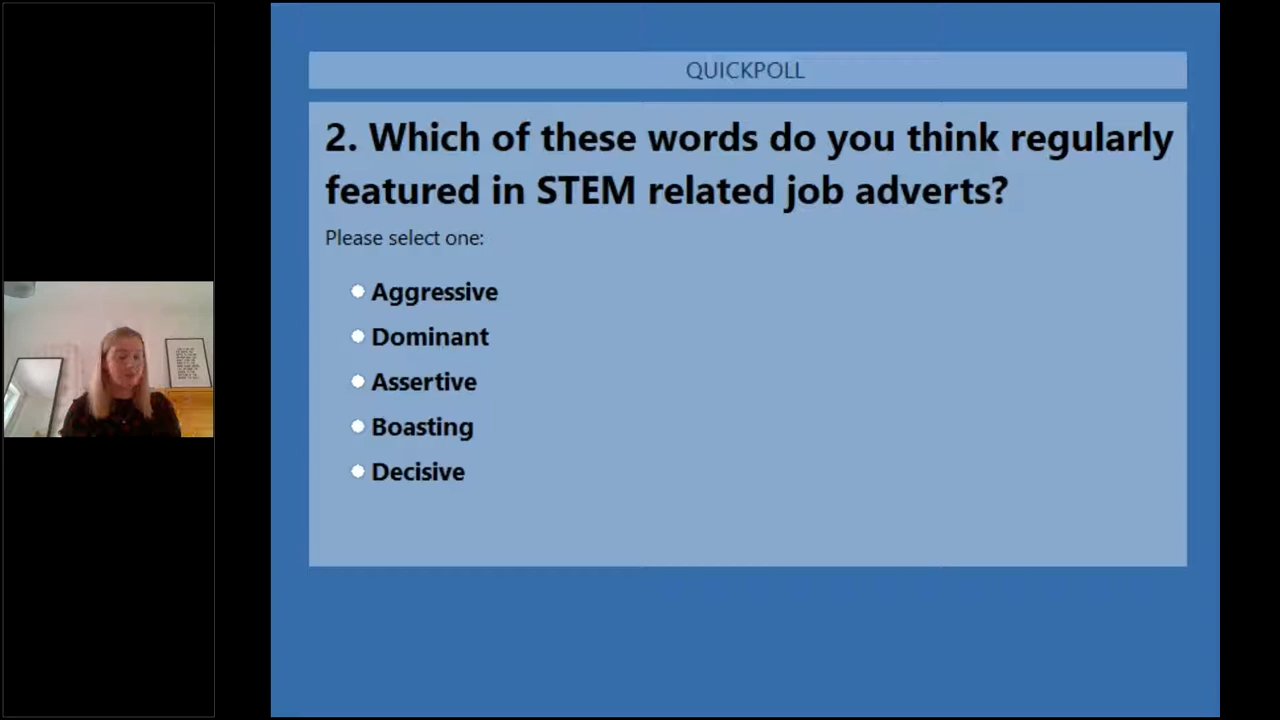 QUICKPOLL
2. Which of these words do you think regularly
featured in STEM related job adverts?
Please select one:
Aggressive
Dominant
Assertive
Boasting
Decisive